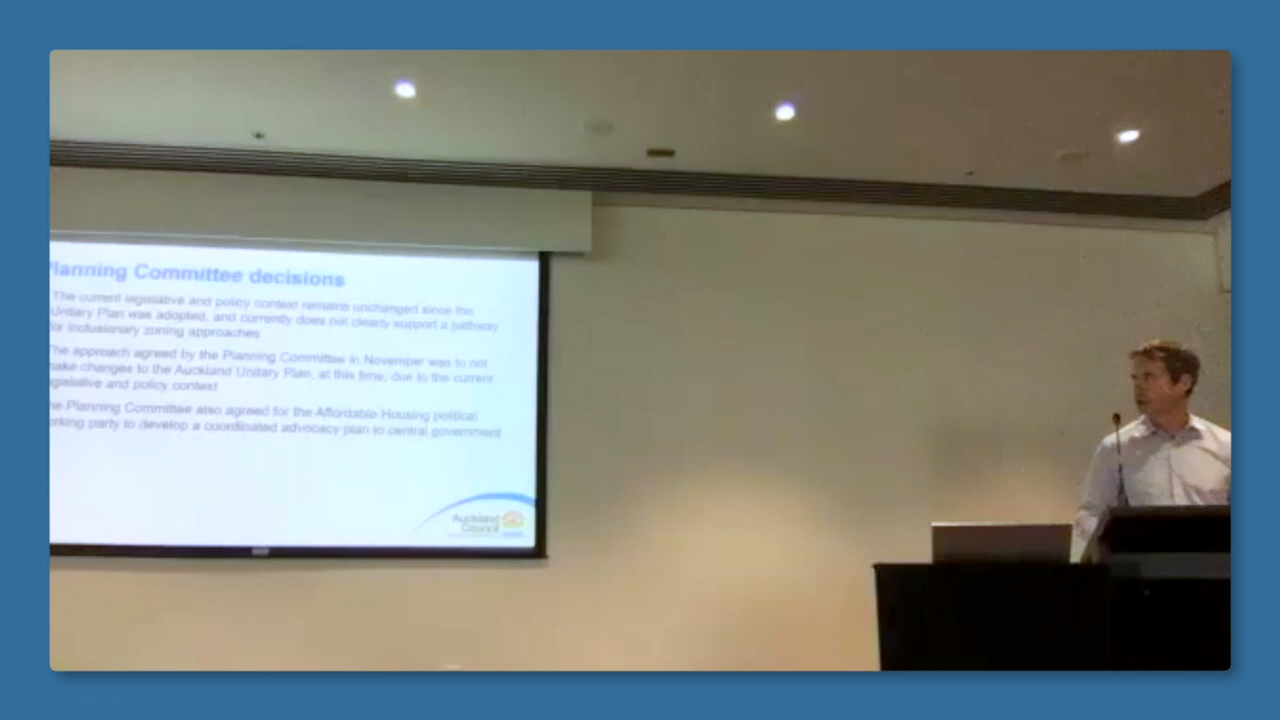 lanning Committee decisions
The current legislative and policy context remains unchanged since the
Unitary Plan was adopted, and currently does not clearly support a pathway
for inclusionary zoning approaches
The approach agreed by the Planning Committee in November was to not
make changes to the Auckland Unitary Plan, at this time, due to the current
gislative and policy context
he Planning Committee also agreed for the Affordable Housing political
orking party to develop a coordinated advocacy plan to central government
Auckland
Council